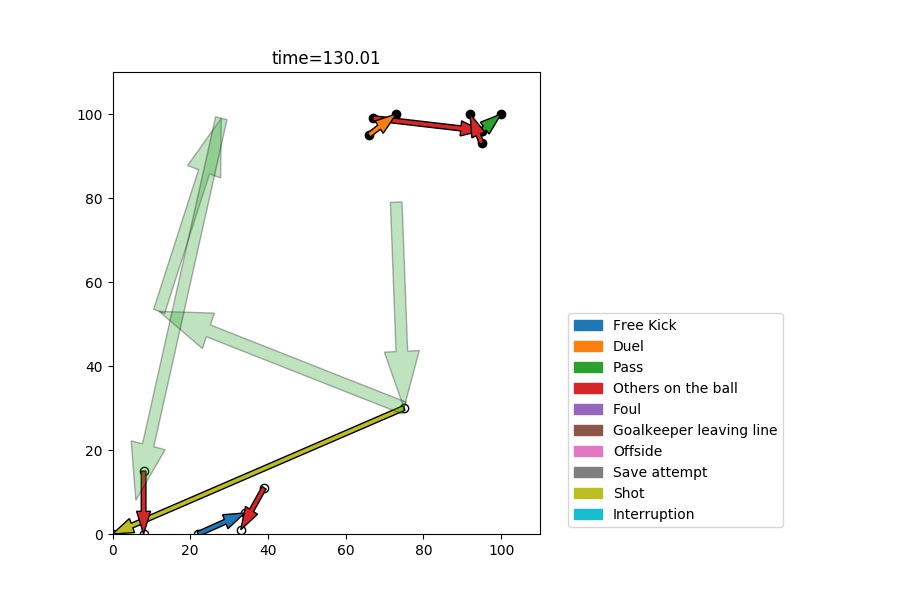 time=130.01
100
80
60
40
20
0
0 20 40 60 80 100
Free Kick
Duel
Pass
Others on the ball
Foul
Goalkeeper leaving line
Offside
Save attempt
Shot
Interruption